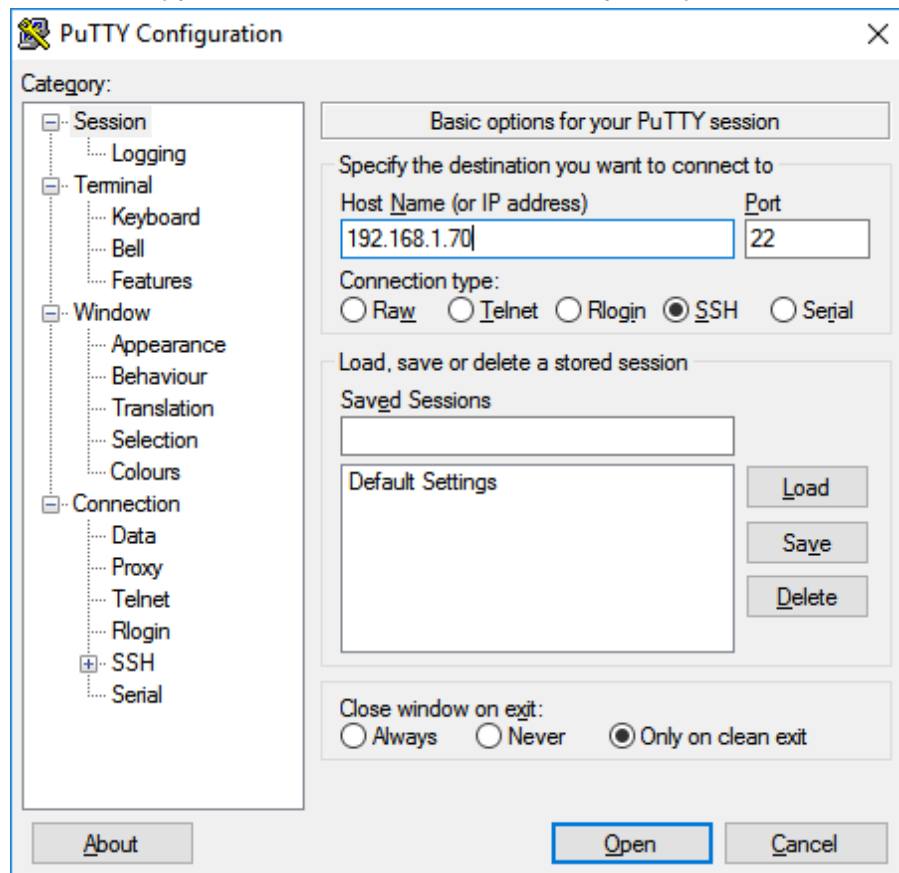 PuTTY Configuration
Category:
Session
Logging
Terminal
Keyboard
Bell
Features
Window
Appearance
Behaviour
Translation
Selection
Colours
Connection
Data
Proxy
Telnet
Rlogin
SSH
Serial
Basic options for your PuTTY session
Specify the destination you want to connect to
Host Name (or IP address) Port
192.168.1.70 22
Connection type:
Raw Telnet Rlogin SSH Serial
Load, save or delete a stored session
Saved Sessions
Default Settings
Load
Save
Delete
Close window on exit:
Always Never Only on clean exit
About Open Cancel